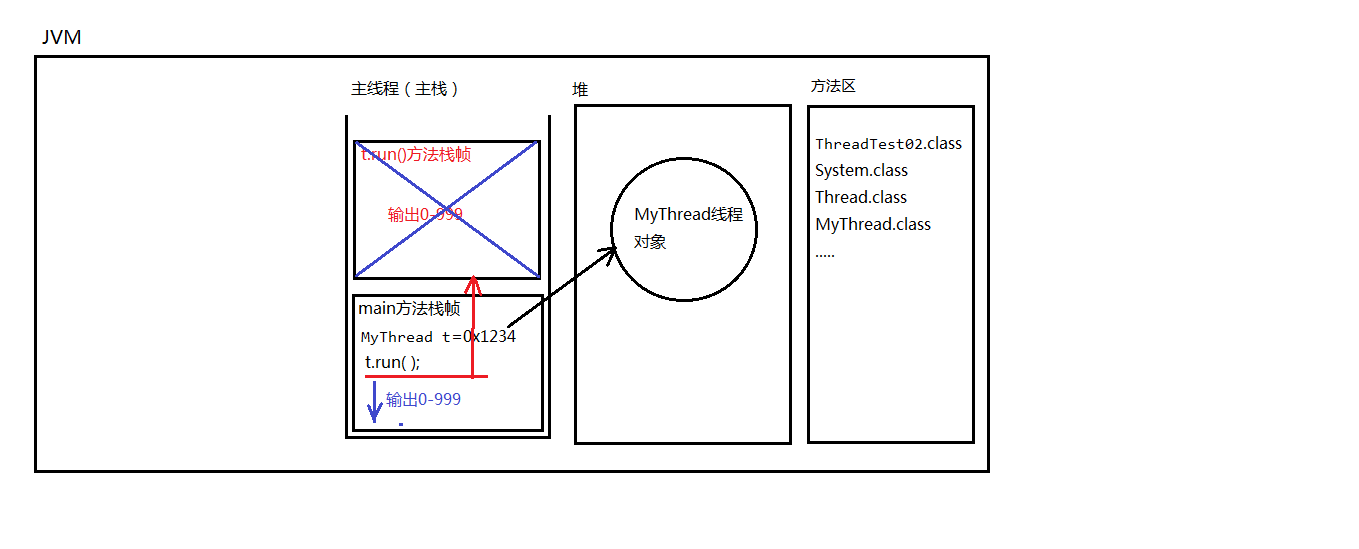 JVM
主线程（主栈）
t.run()方法栈帧
输出0-999
main方法栈帧
MyThread t=0x1234
t.run( );
输出0-999
堆
MyThread线程
对象
方法区
ThreadTest02.class
System.class
Thread.class
MyThread.class
.....